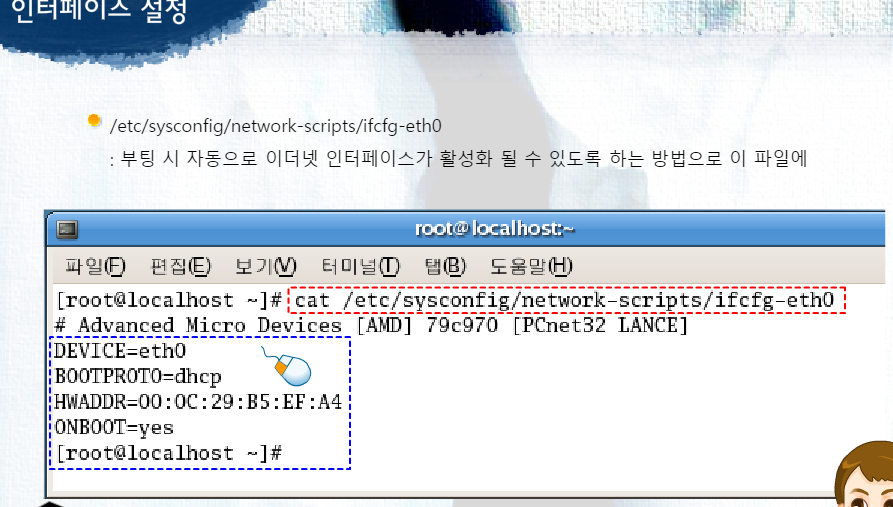 인터페이스 설정
/etc/sysconfig/network-scripts/ifcfg-eth0
: 부팅 시 자동으로 이더넷 인터페이스가 활성화 될 수 있도록 하는 방법으로 이 파일에
root@localhost:~
파일(F) 편집(E) 보기(V) 터미널(T) 탭(B) 도움말(H)
[root@localhost ~]# cat /etc/sysconfig/network-scripts/ifcfg-eth0
# Advanced Micro Devices [AMD] 79c970 [PCnet32 LANCE]
DEVICE=eth0
BOOTPROTO=dhcp
HWADDR=00:0C:29:B5:EF:A4
ONBOOT=yes
[root@localhost ~]#